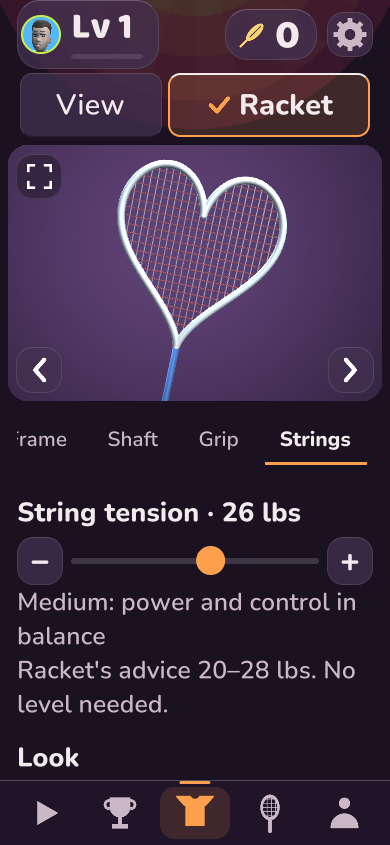 Lv 1
0
View
Racket
Frame
Shaft
Grip
Strings
String tension · 26 lbs
Medium: power and control in
balance
Racket's advice 20–28 lbs. No
level needed.
Look